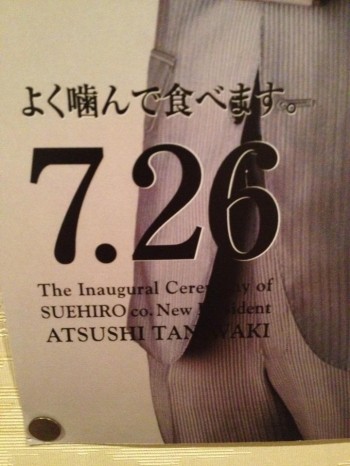 よく噛んで食べます。
7.26
The Inaugural Ceremony of
SUEHIRO co. New President
ATSUSHI TANIWAKI